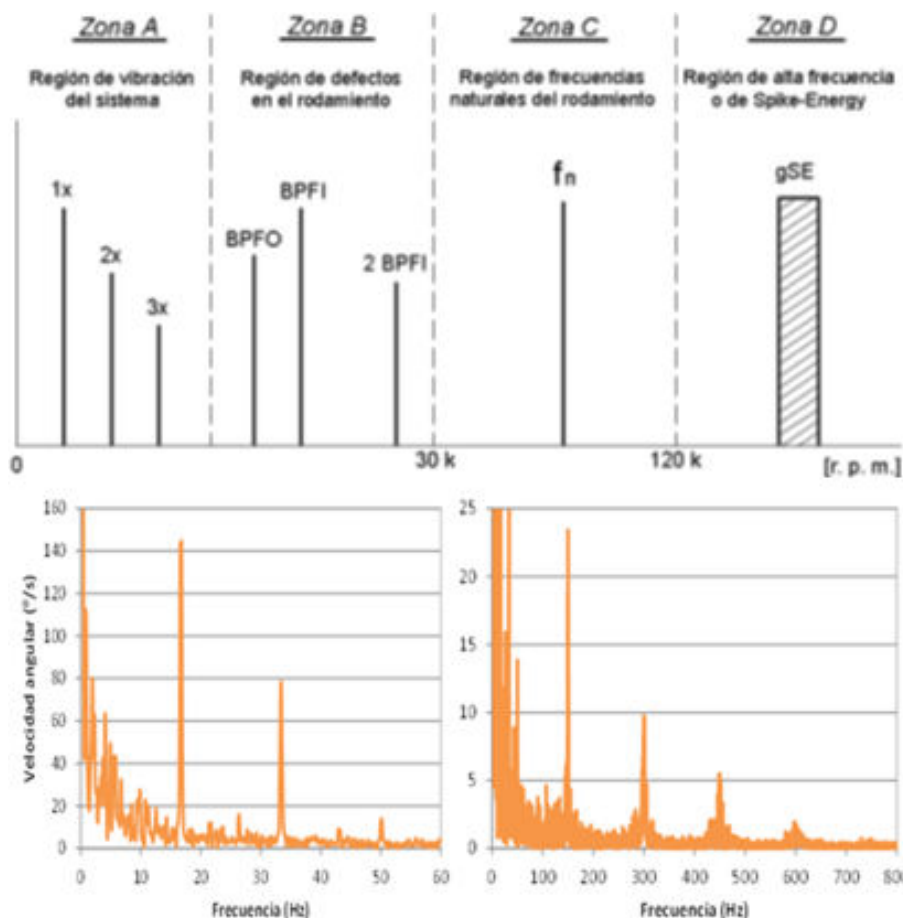 Zona A
Zona B
Zona C
Zona D
Región de vibración
del sistema
Región de defectos
en el rodamiento
Región de frecuencias
naturales del rodamiento
Región de alta frecuencia
o de Spike-Energy
1x
2x
3x
BPFO
BPFI
2 BPFI
fn
gSE
0
30 k
120 k
[r. p. m.]
Velocidad angular (°/s)
160
140
120
100
80
60
40
20
0
0 10 20 30 40 50 60
Frecuencia (Hz)
25
20
15
10
5
0
0 100 200 300 400 500 600 700 800
Frecuencia (Hz)